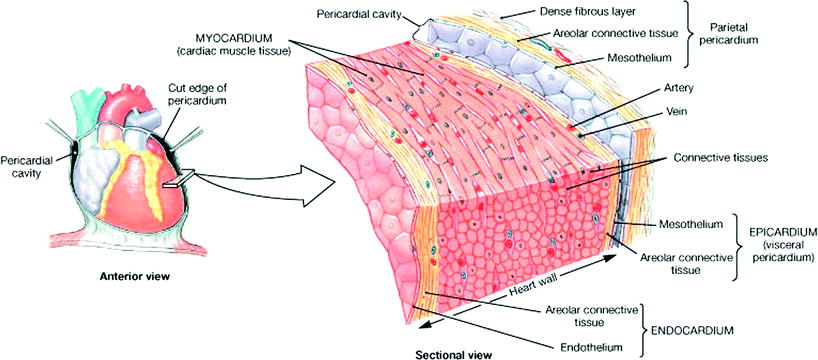 Cut edge of
pericardium
Pericardial
cavity
Anterior view
Pericardial cavity
MYOCARDIUM
(cardiac muscle tissue)
Dense fibrous layer
Areolar connective tissue
Mesothelium
Parietal
pericardium
Artery
Vein
Connective tissues
Mesothelium
Areolar connective
tissue
EPICARDIUM
(visceral
pericardium)
Heart wall
Areolar connective
tissue
Endothelium
ENDOCARDIUM
Sectional view